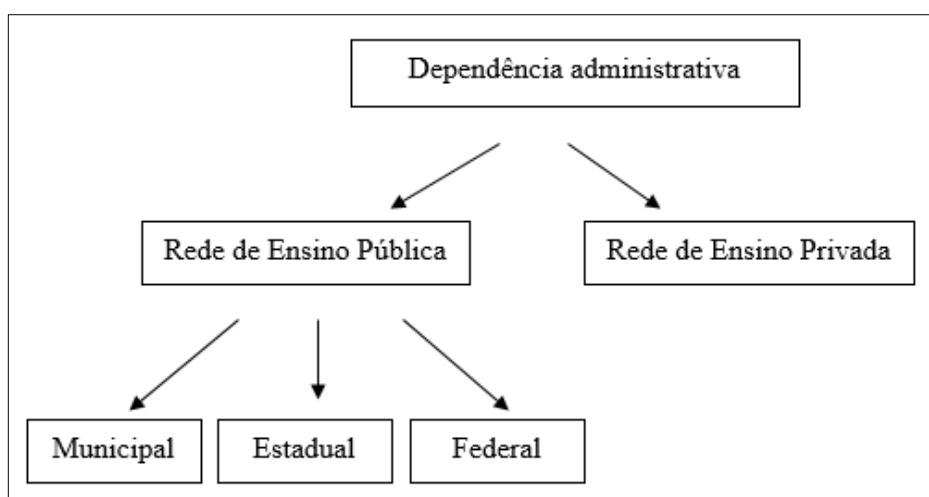 Dependência administrativa
Rede de Ensino Pública
Rede de Ensino Privada
Municipal
Estadual
Federal